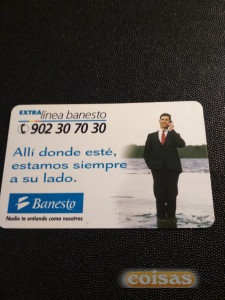 EXTRA línea banesto
902 30 70 30
Allí donde esté,
estamos siempre
a su lado.
Banesto
Nadie te entiende como nosotros
coisas